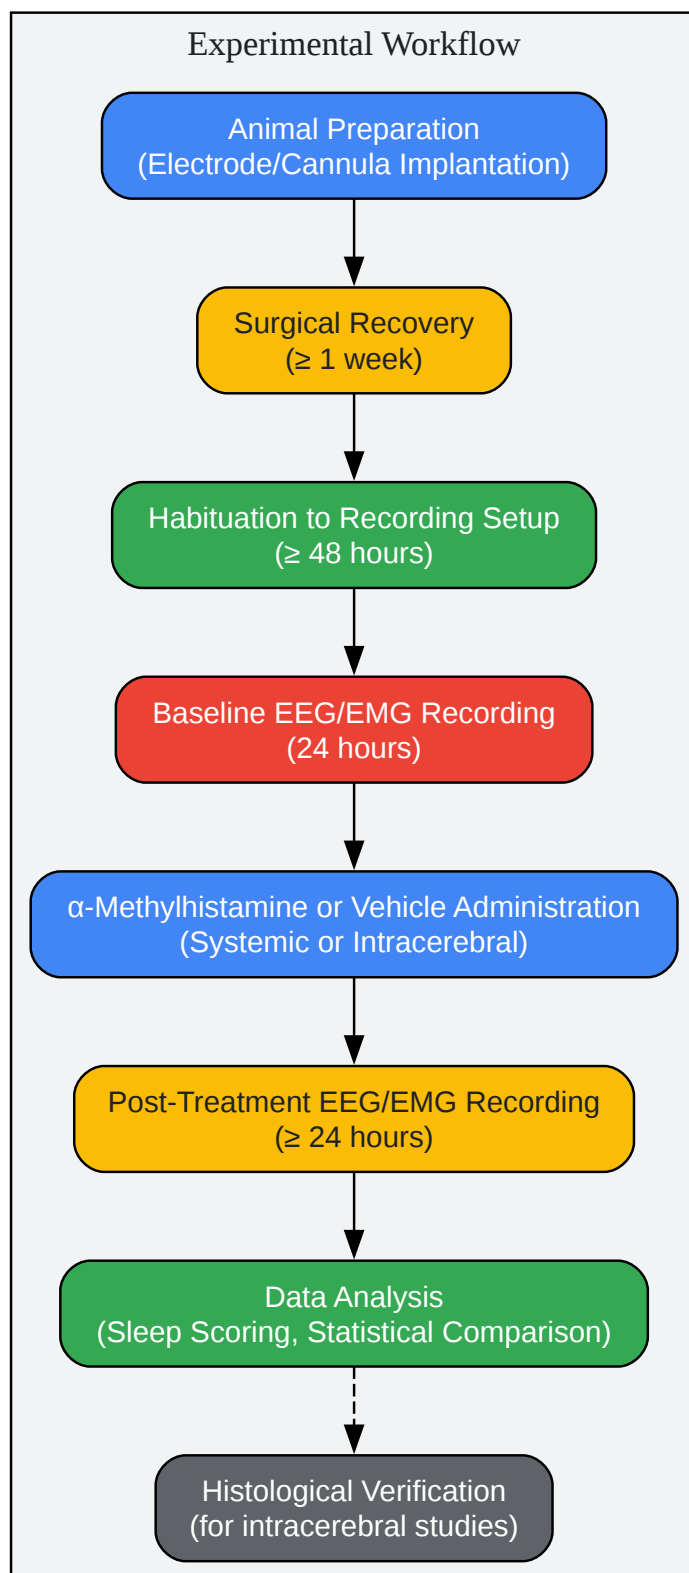 Experimental Workflow
Animal Preparation
(Electrode/Cannula Implantation)
Surgical Recovery
(≥ 1 week)
Habituation to Recording Setup
(≥ 48 hours)
Baseline EEG/EMG Recording
(24 hours)
α-Methylhistamine or Vehicle Administration
(Systemic or Intracerebral)
Post-Treatment EEG/EMG Recording
(≥ 24 hours)
Data Analysis
(Sleep Scoring, Statistical Comparison)
Histological Verification
(for intracerebral studies)